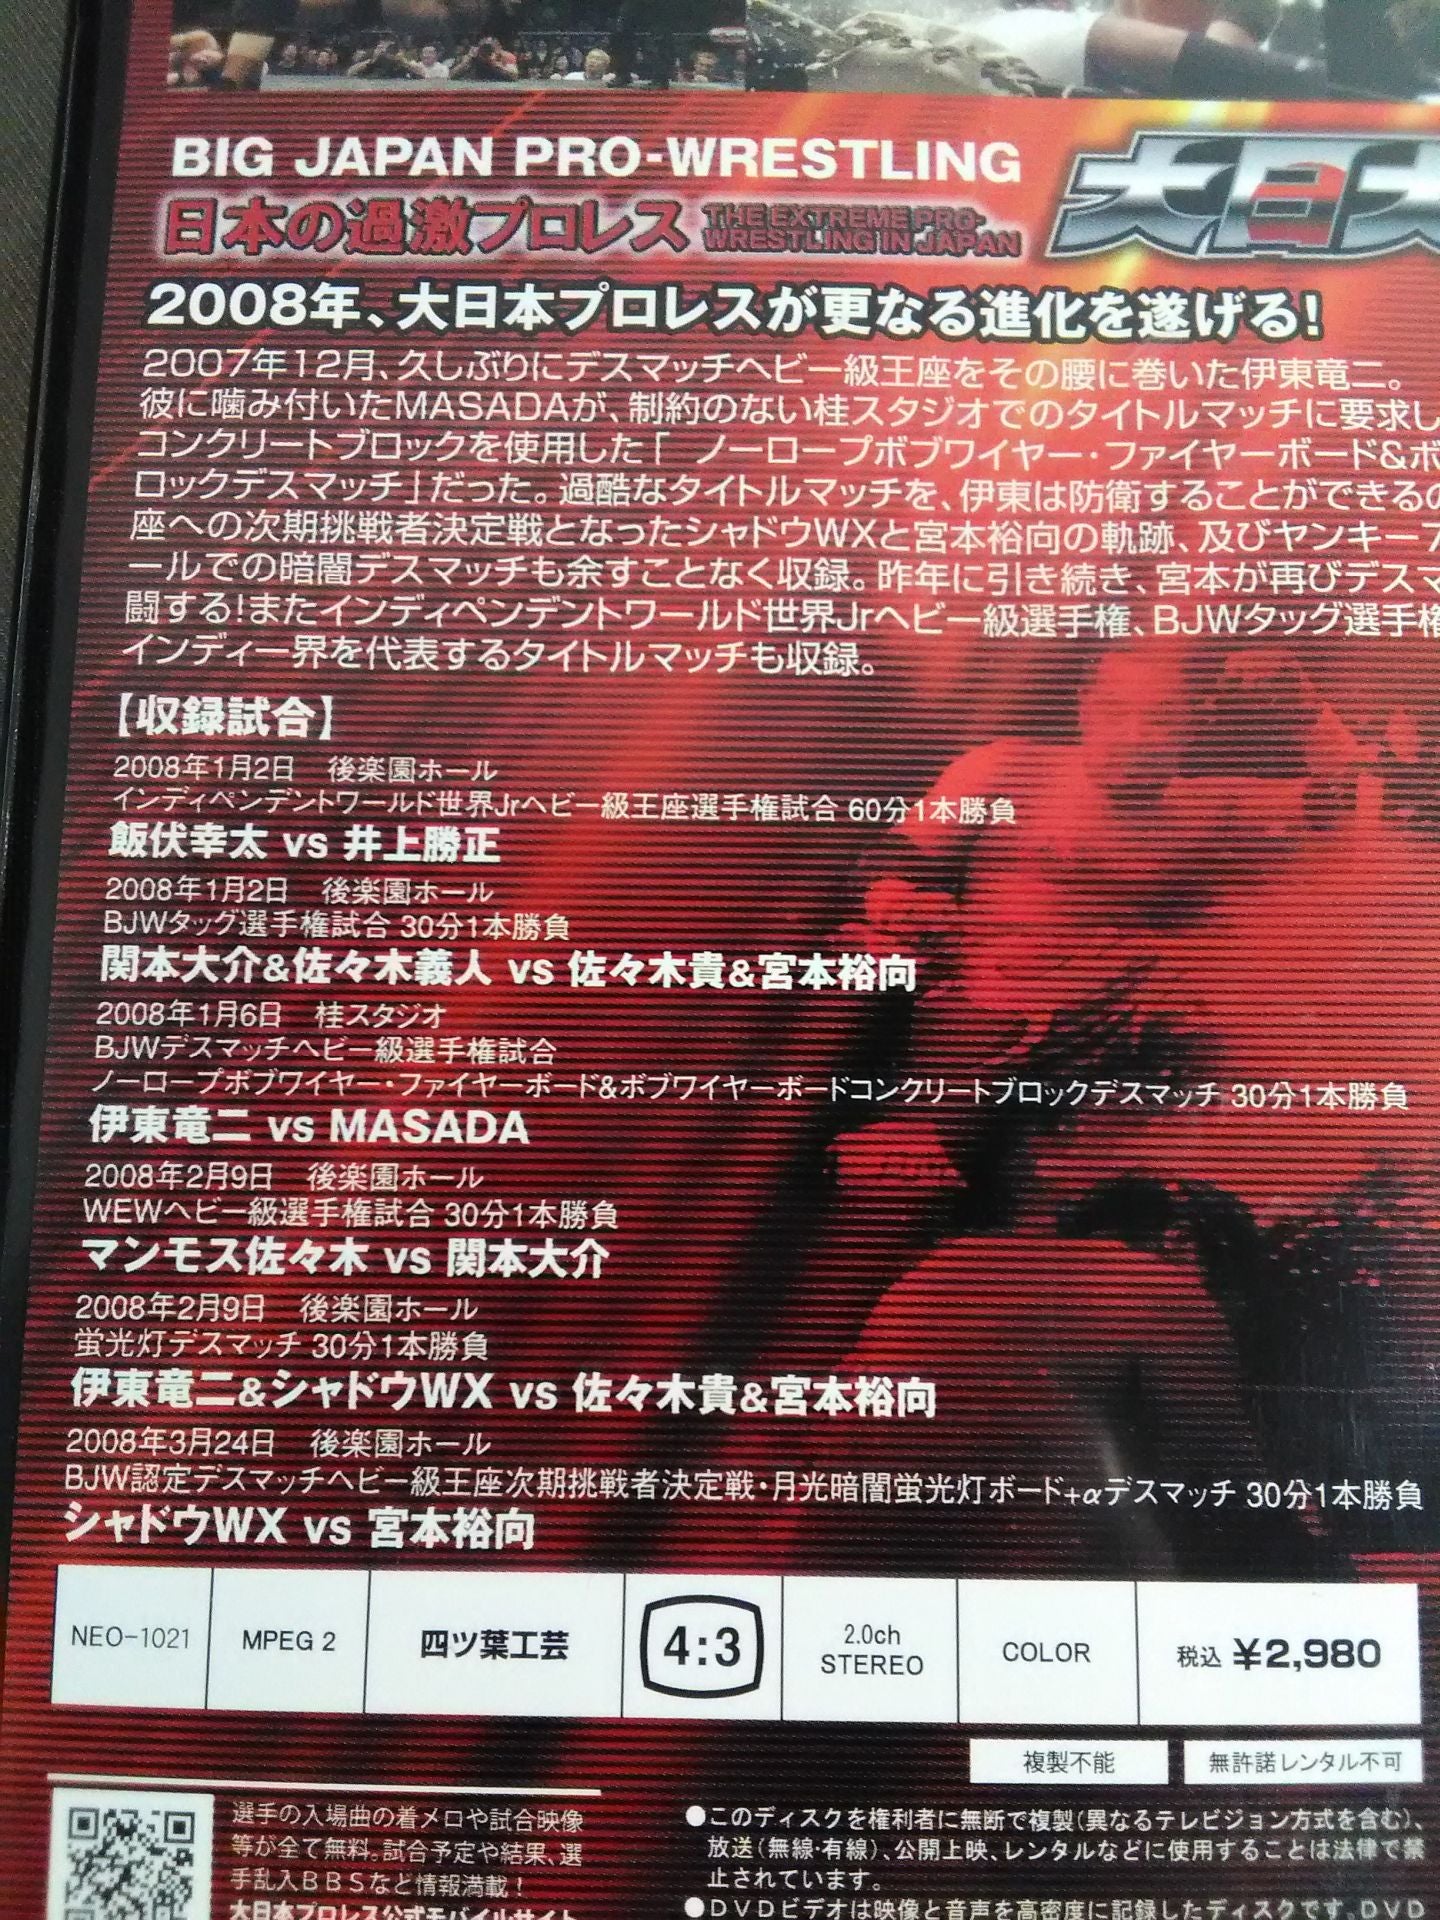 BIG JAPAN PRO-WRESTLING
大日
日本の過激プロレス THE EXTREME PRO-WRESTLING IN JAPAN
2008年、大日本プロレスが更なる進化を遂げる!
2007年12月、久しぶりにデスマッチヘビー級王座をその腰に巻いた伊東竜二。
彼に噛み付いたMASADAが、制約のない桂スタジオでのタイトルマッチに要求し
コンクリートブロックを使用した「 ノーロープボブワイヤー・ファイヤーボード&ボ
ロックデスマッチ」だった。過酷なタイトルマッチを、伊東は防衛することができるの
座への次期挑戦者決定戦となったシャドウWXと宮本裕向の軌跡、及びヤンキー
ールでの暗闇デスマッチも余すことなく収録。昨年に引き続き、宮本が再びデスマ
闘する!またインディペンデントワールド世界Jrヘビー級選手権、BJWタッグ選手権
インディー界を代表するタイトルマッチも収録。
【収録試合】
2008年1月2日 後楽園ホール
インディペンデントワールド世界Jrヘビー級王座選手権試合 60分1本勝負
飯伏幸太 vs 井上勝正
2008年1月2日 後楽園ホール
BJWタッグ選手権試合 30分1本勝負
関本大介&佐々木義人 vs 佐々木貴&宮本裕向
2008年1月6日 桂スタジオ
BJWデスマッチヘビー級選手権試合
ノーロープボブワイヤー・ファイヤーボード&ボブワイヤーボードコンクリートブロックデスマッチ 30分1本勝負
伊東竜二 vs MASADA
2008年2月9日 後楽園ホール
WEWヘビー級選手権試合 30分1本勝負
マンモス佐々木 vs 関本大介
2008年2月9日 後楽園ホール
蛍光灯デスマッチ 30分1本勝負
伊東竜二&シャドウWX vs 佐々木貴&宮本裕向
2008年3月24日 後楽園ホール
BJW認定デスマッチヘビー級王座次期挑戦者決定戦・月光暗闇蛍光灯ボード+αデスマッチ 30分1本勝負
シャドウWX vs 宮本裕向
NEO-1021 MPEG 2 四ツ葉工芸 4:3 2.0ch STEREO COLOR 税込 ¥2,980
複製不能 無許諾レンタル不可
選手の入場曲の着メロや試合映像
等が全て無料。試合予定や結果、選
手乱入BBSなど情報満載!
大日本プロレス公式モバイルサイト
●このディスクを権利者に無断で複製(異なるテレビジョン方式を含む)、
放送(無線・有線)、公開上映、レンタルなどに使用することは法律で禁
止されています。
●DVDビデオは映像と音声を高密度に記録したディスクです。DVD